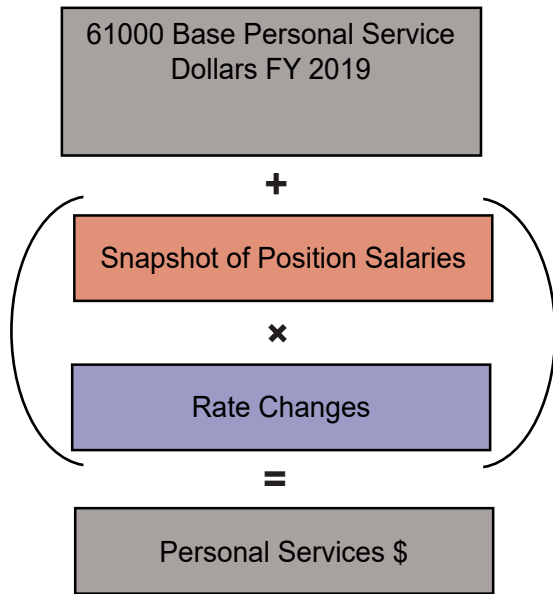 61000 Base Personal Service
Dollars FY 2019
+
Snapshot of Position Salaries
×
Rate Changes
=
Personal Services $